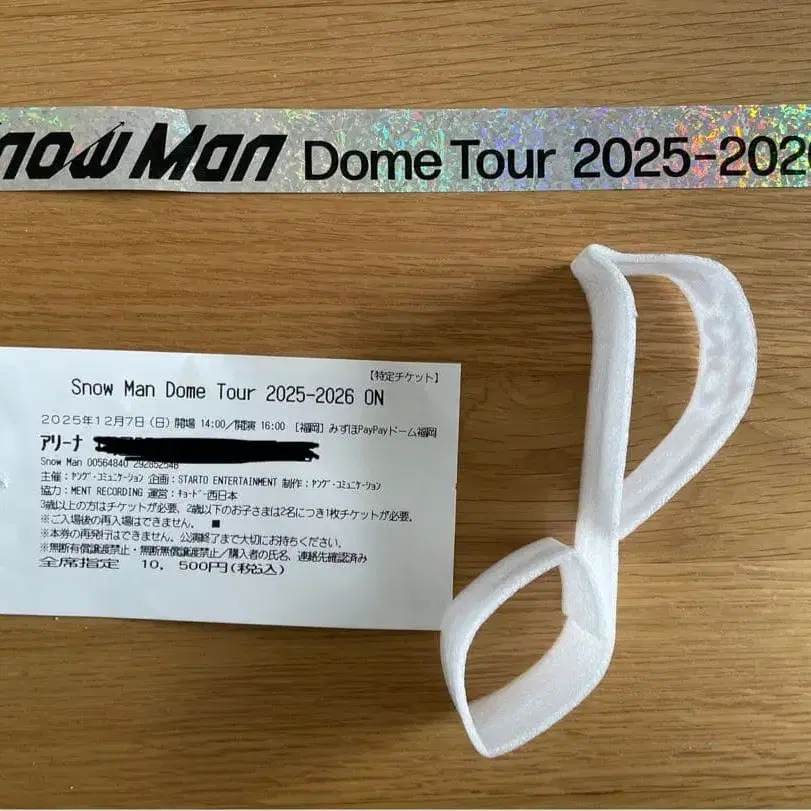 Snow Man Dome Tour 2025-202
【特定チケット】
Snow Man Dome Tour 2025-2026 ON
2025年12月7日(日) 開場 14:00/開演 16:00 [福岡] みずほPayPayドーム福岡
アリーナ
Snow Man 00564840 292852548
主催:ヤング・コミュニケーション 企画:STARTO ENTERTAINMENT 制作:ヤング・コミュニケーション
協力:MENT RECORDING 運営:キョードー西日本
3歳以上の方はチケットが必要、2歳以下のお子さまは2名につき1枚チケットが必要。
※ご入場後の再入場はできません。 ■
※本券の再発行はできません。公演終了まで大切にお持ちください。
※無断有償譲渡禁止・無断無償譲渡禁止/購入者の氏名、連絡先確認済み
全席指定 10,500円(税込)